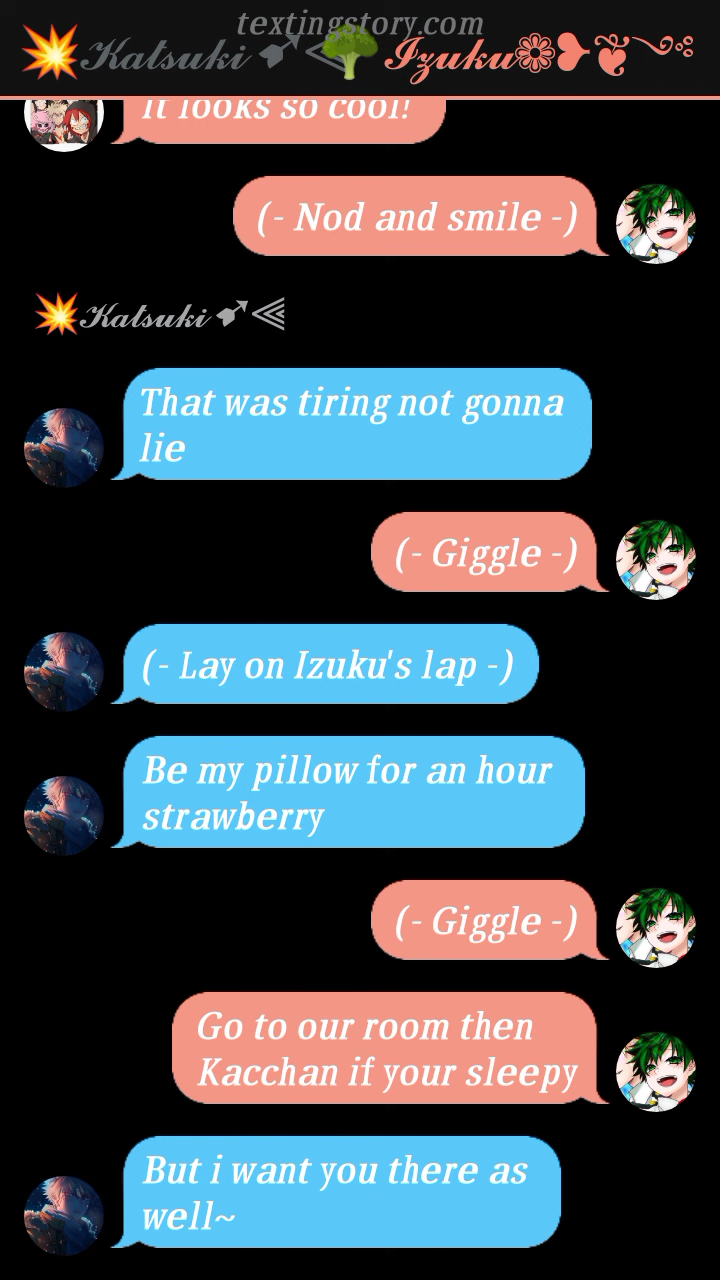 textingstory.com
💥Katsuki➶⫷🥦Izuku❁❥❦〜༗
It looks so cool!
(- Nod and smile -)
💥Katsuki➶⫷
That was tiring not gonna
lie
(- Giggle -)
(- Lay on Izuku's lap -)
Be my pillow for an hour
strawberry
(- Giggle -)
Go to our room then
Kacchan if your sleepy
But i want you there as
well~